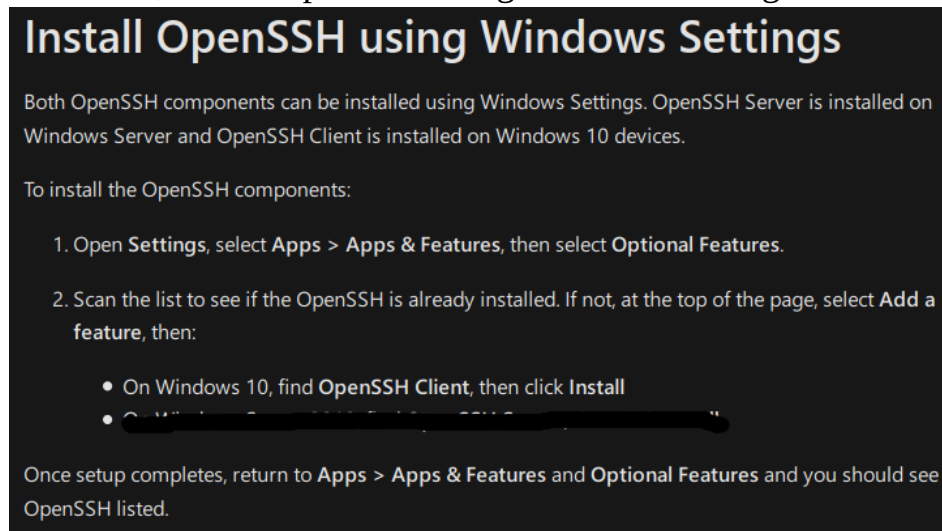 Install OpenSSH using Windows Settings
Both OpenSSH components can be installed using Windows Settings. OpenSSH Server is installed on
Windows Server and OpenSSH Client is installed on Windows 10 devices.
To install the OpenSSH components:
1. Open Settings, select Apps > Apps & Features, then select Optional Features.
2. Scan the list to see if the OpenSSH is already installed. If not, at the top of the page, select Add a
feature, then:
• On Windows 10, find OpenSSH Client, then click Install
Once setup completes, return to Apps > Apps & Features and Optional Features and you should see
OpenSSH listed.